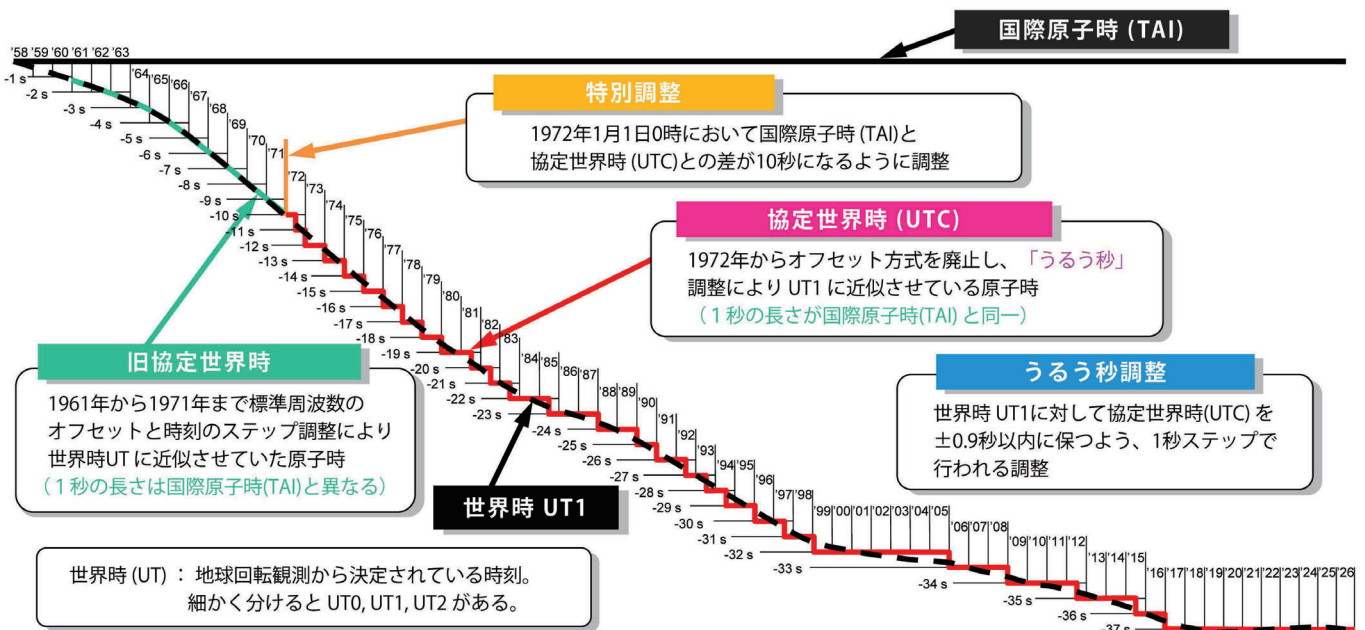 国際原子時 (TAI)
'58 '59 '60 '61 '62 '63
'64
'65
'66
'67
'68
'69
'70
'71
'72
'73
'74
'75
'76
'77
'78
'79
'80
'81
'82
'83
'84 '85
'86
'87
'88 '89
'90
'91
'92
'93
'94 '95
'96
'97 '98
'99 '00 '01 '02 '03 '04 '05
'06 '07 '08
'09 '10 '11 '12
'13 '14 '15
'16 '17 '18 '19 '20 '21 '22 '23 '24 '25 '26
-1 s
-2 s
-3 s
-4 s
-5 s
-6 s
-7 s
-8 s
-9 s
-10 s
-11 s
-12 s
-13 s
-14 s
-15 s
-16 s
-17 s
-18 s
-19 s
-20 s
-21 s
-22 s
-23 s
-24 s
-25 s
-26 s
-27 s
-28 s
-29 s
-30 s
-31 s
-32 s
-33 s
-34 s
-35 s
-36 s
-37 s
特別調整
1972年1月1日0時において国際原子時 (TAI)と
協定世界時 (UTC)との差が10秒になるように調整
協定世界時 (UTC)
1972年からオフセット方式を廃止し、「うるう秒」
調整により UT1 に近似させている原子時
(１秒の長さが国際原子時(TAI) と同一)
旧協定世界時
1961年から1971年まで標準周波数の
オフセットと時刻のステップ調整により
世界時UT に近似させていた原子時
(１秒の長さは国際原子時(TAI)と異なる)
うるう秒調整
世界時 UT1に対して協定世界時(UTC) を
±0.9秒以内に保つよう、1秒ステップで
行われる調整
世界時 UT1
世界時 (UT) ： 地球回転観測から決定されている時刻。
細かく分けると UT0, UT1, UT2 がある。